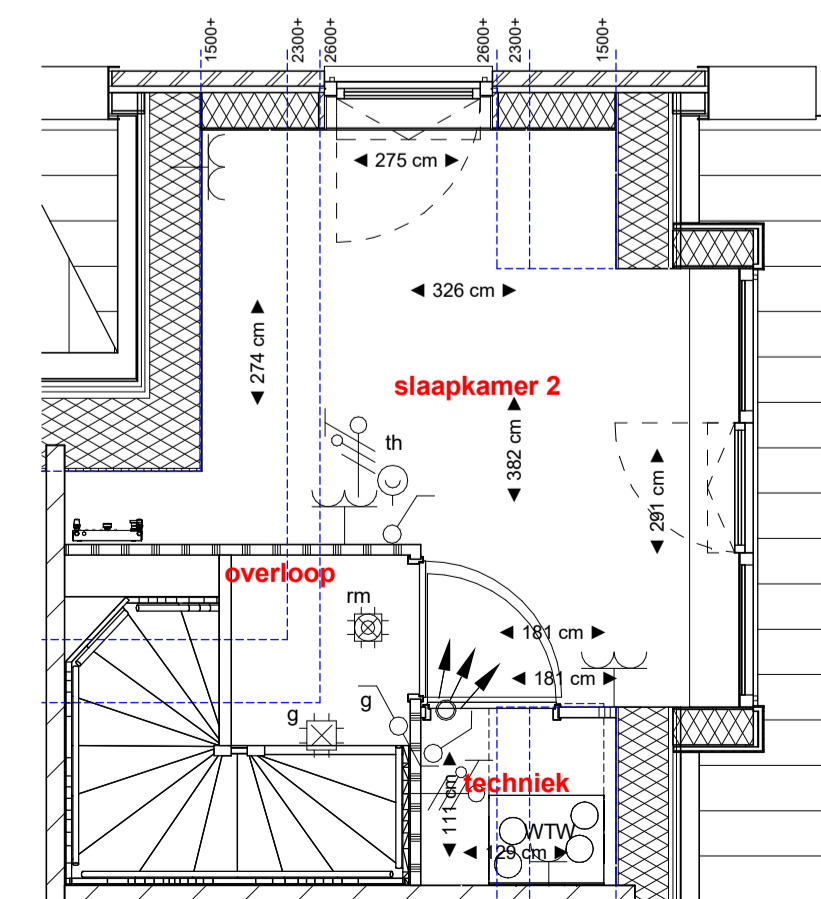 1500+
2300+
2600+
2600+
2300+
1500+
275 cm
326 cm
274 cm
slaapkamer 2
382 cm
th
291 cm
overloop
rm
181 cm
181 cm
g
g
techniek
111 cm
WTW
129 cm